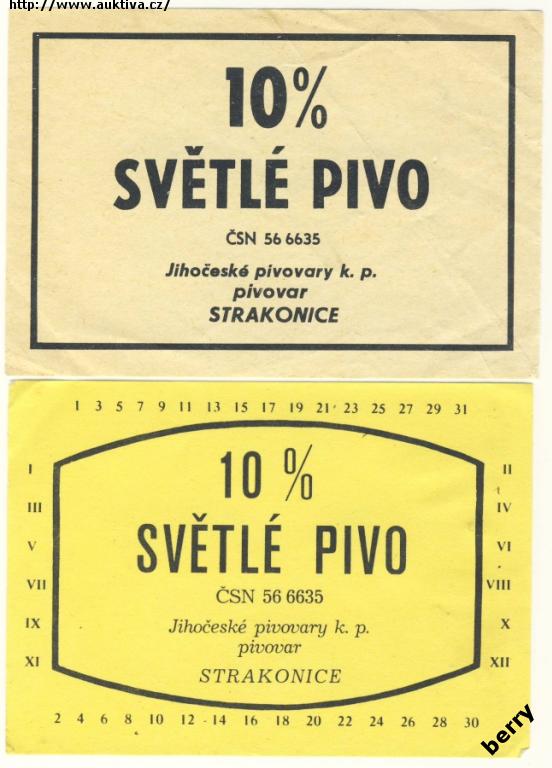 http://www.auktiva.cz/
10%
SVĚTLÉ PIVO
ČSN 56 6635
Jihočeské pivovary k. p.
pivovar
STRAKONICE
1 3 5 7 9 11 13 15 17 19 21 23 25 27 29 31
I II
III IV
V VI
VII VIII
IX X
XI XII
10 %
SVĚTLÉ PIVO
ČSN 56 6635
Jihočeské pivovary k. p.
pivovar
STRAKONICE
2 4 6 8 10 12 14 16 18 20 22 24 26 28 30
berry